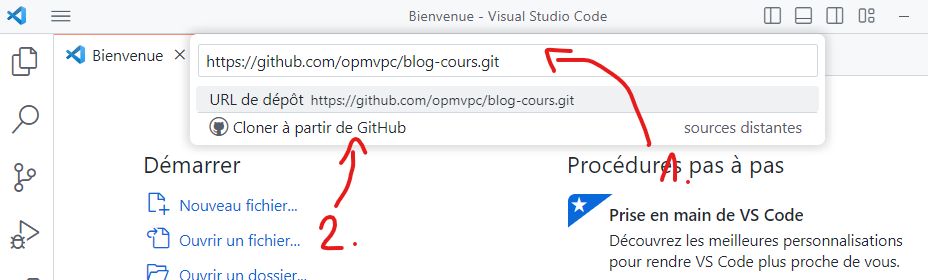 Bienvenue - Visual Studio Code
Bienvenue
https://github.com/opmvpc/blog-cours.git
URL de dépôt https://github.com/opmvpc/blog-cours.git
Cloner à partir de GitHub sources distantes
1.
2.
Démarrer
Nouveau fichier...
Ouvrir un fichier...
Ouvrir un dossier...
Procédures pas à pas
Prise en main de VS Code
Découvrez les meilleures personnalisations
pour rendre VS Code plus proche de vous.